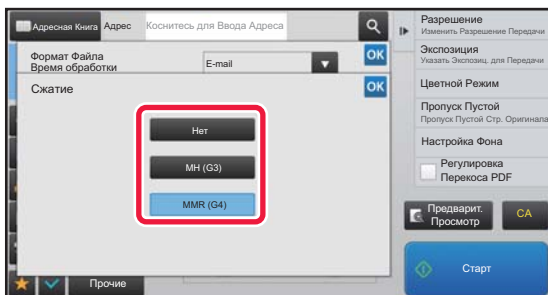 Адресная Книга
Адрес
Коснитесь для Ввода Адреса
Формат Файла
Время обработки
E-mail
OK
Сжатие
OK
Нет
MH (G3)
MMR (G4)
Прочие
Разрешение
Изменить Разрешение Передачи
Экспозиция
Указать Экспозиц. для Передачи
Цветной Режим
Пропуск Пустой
Пропуск Пустой Стр. Оригинала
Настройка Фона
Регулировка
Перекоса PDF
Предварит.
Просмотр
CA
Старт